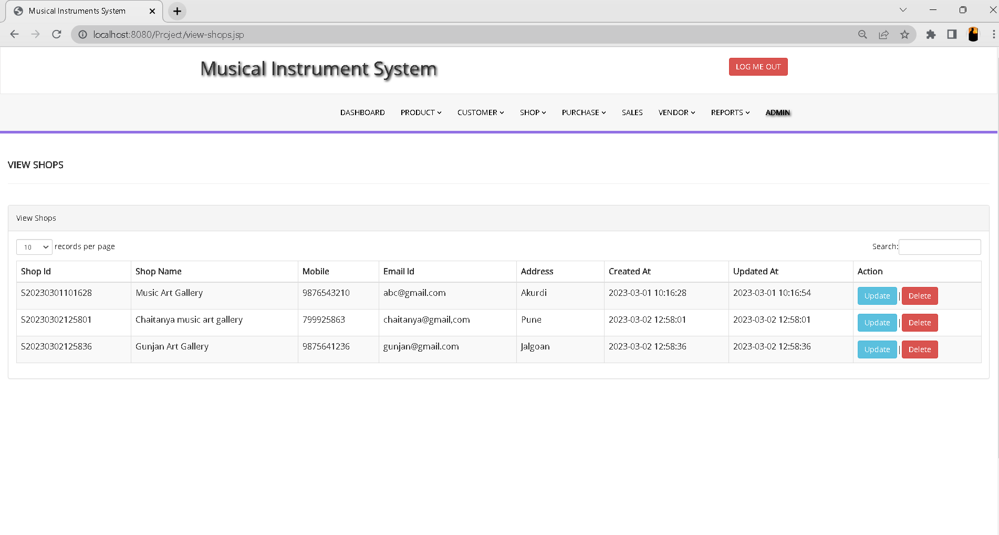 Musical Instruments System
localhost:8080/Project/view-shops.jsp
Musical Instrument System
LOG ME OUT
DASHBOARD PRODUCT CUSTOMER SHOP PURCHASE SALES VENDOR REPORTS ADMIN
VIEW SHOPS
View Shops
10 records per page Search:
Shop Id Shop Name Mobile Email Id Address Created At Updated At Action
S20230301101628 Music Art Gallery 9876543210 abc@gmail.com Akurdi 2023-03-01 10:16:28 2023-03-01 10:16:54 Update | Delete
S20230302125801 Chaitanya music art gallery 799925863 chaitanya@gmail,com Pune 2023-03-02 12:58:01 2023-03-02 12:58:01 Update | Delete
S20230302125836 Gunjan Art Gallery 9875641236 gunjan@gmail.com Jalgoan 2023-03-02 12:58:36 2023-03-02 12:58:36 Update | Delete